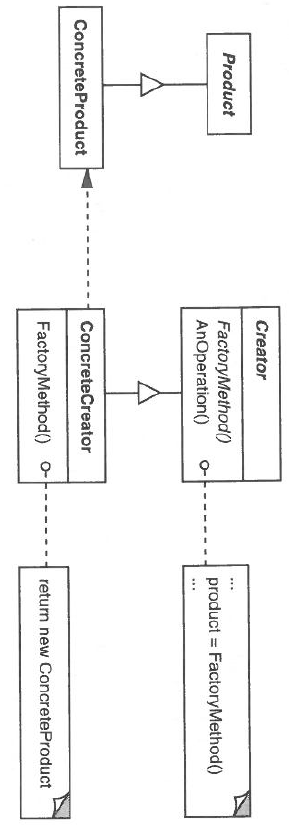 Product
Creator
FactoryMethod()
AnOperation()
...
product = FactoryMethod()
...
ConcreteProduct
ConcreteCreator
FactoryMethod()
return new ConcreteProduct